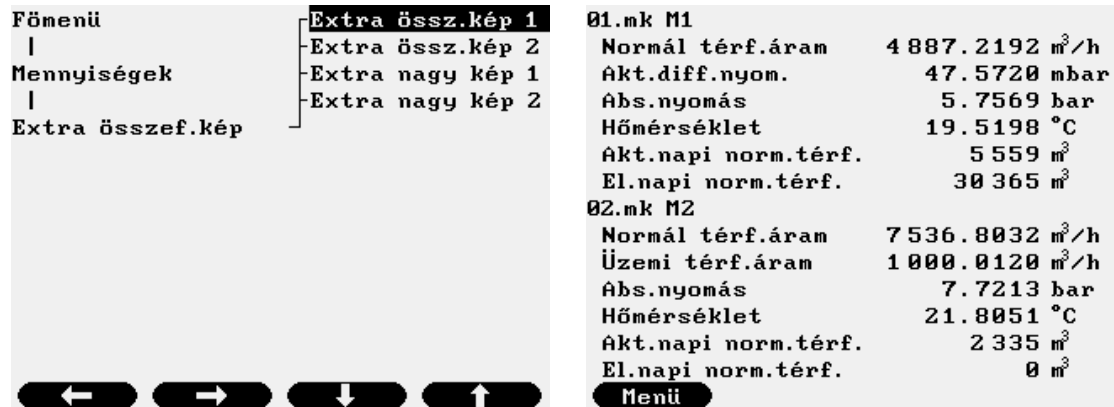 Fömenü
Mennyiségek
Extra összef.kép
Extra össz.kép 1
Extra össz.kép 2
Extra nagy kép 1
Extra nagy kép 2
01.mk M1
Normál térf.áram 4 887.2192 m³/h
Akt.diff.nyom. 47.5720 mbar
Abs.nyomás 5.7569 bar
Hőmérséklet 19.5198 °C
Akt.napi norm.térf. 5 559 m³
El.napi norm.térf. 30 365 m³
02.mk M2
Normál térf.áram 7 536.8032 m³/h
Üzemi térf.áram 1 000.0120 m³/h
Abs.nyomás 7.7213 bar
Hőmérséklet 21.8051 °C
Akt.napi norm.térf. 2 335 m³
El.napi norm.térf. 0 m³
Menü